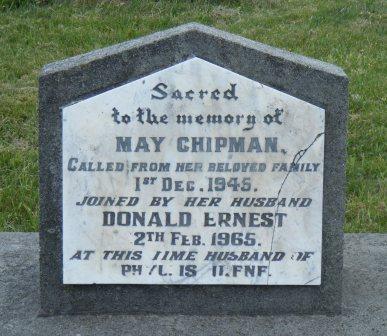 Sacred
to the memory of
MAY CHIPMAN.
CALLED FROM HER BELOVED FAMILY
1ST DEC. 1945.
JOINED BY HER HUSBAND
DONALD ERNEST
2TH FEB. 1965.
AT THIS TIME HUSBAND OF